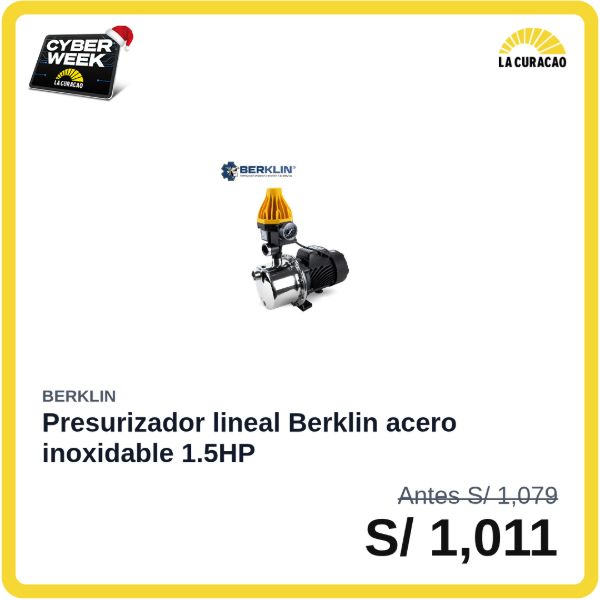 CYBER
WEEK
LA CURACAO
LA CURACAO
BERKLIN®
BERKLIN
Presurizador lineal Berklin acero
inoxidable 1.5HP
Antes S/ 1,079
S/ 1,011